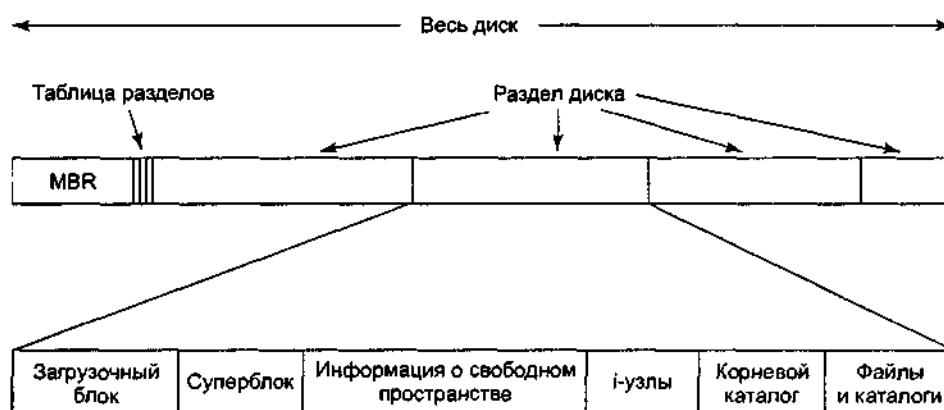 Весь диск
Таблица разделов
Раздел диска
MBR
Загрузочный
блок
Суперблок
Информация о свободном
пространстве
i-узлы
Корневой
каталог
Файлы
и каталоги